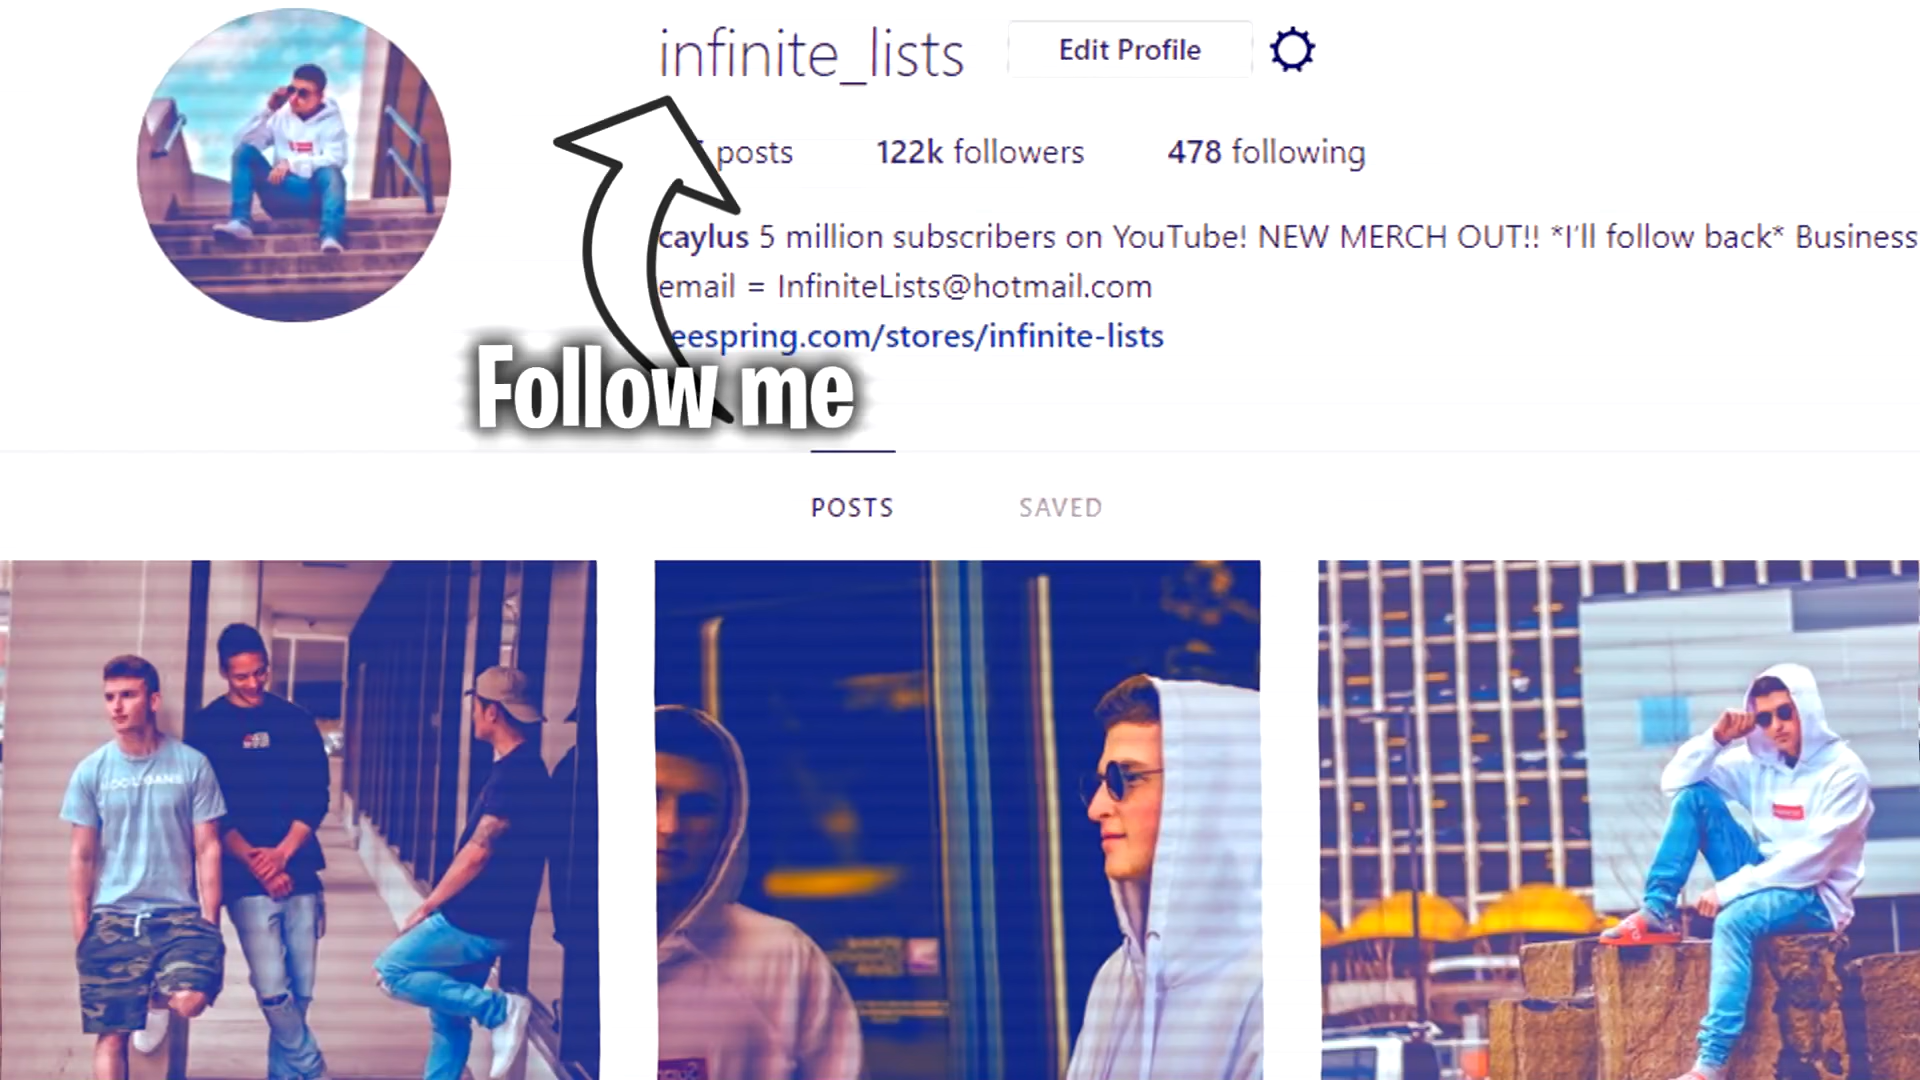 infinite_lists Edit Profile
posts 122k followers 478 following
caylus 5 million subscribers on YouTube! NEW MERCH OUT!! *I'll follow back* Business
email = InfiniteLists@hotmail.com
eespring.com/stores/infinite-lists
Follow me
POSTS SAVED